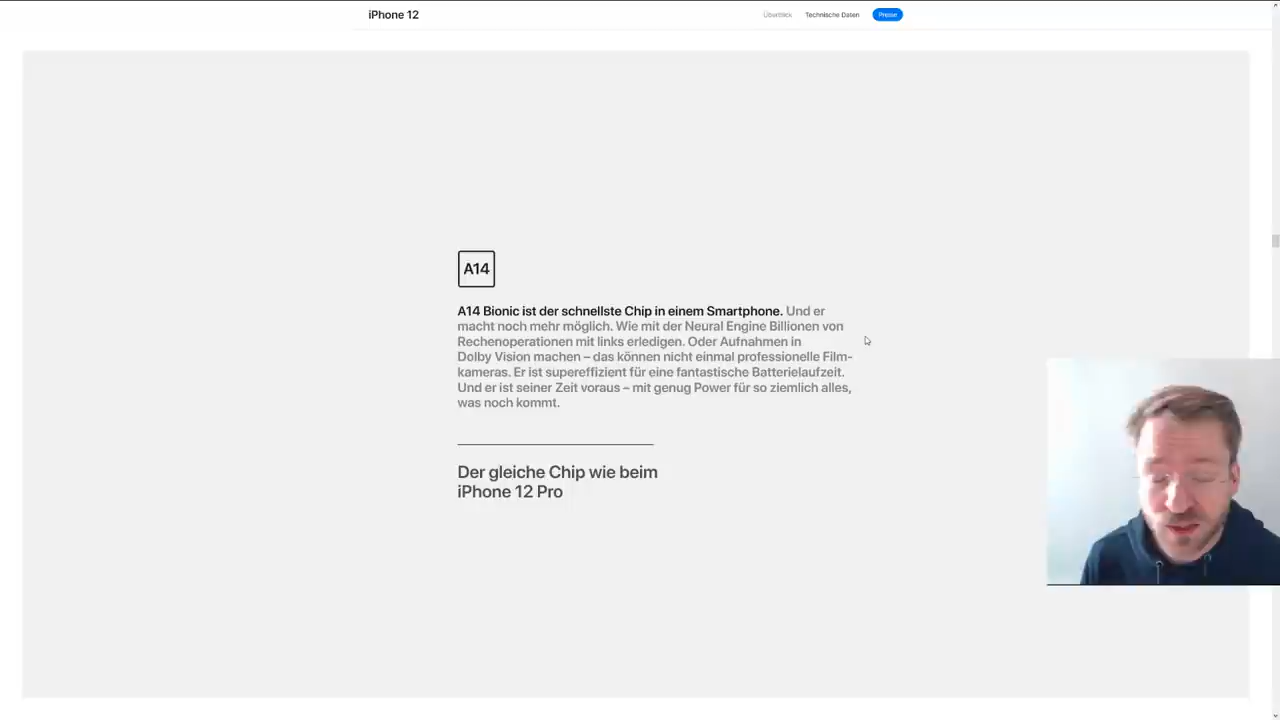 iPhone 12
Überblick
Technische Daten
Preise
A14
A14 Bionic ist der schnellste Chip in einem Smartphone. Und er
macht noch mehr möglich. Wie mit der Neural Engine Billionen von
Rechenoperationen mit links erledigen. Oder Aufnahmen in
Dolby Vision machen – das können nicht einmal professionelle Film-
kameras. Er ist supereffizient für eine fantastische Batterielaufzeit.
Und er ist seiner Zeit voraus – mit genug Power für so ziemlich alles,
was noch kommt.
Der gleiche Chip wie beim
iPhone 12 Pro